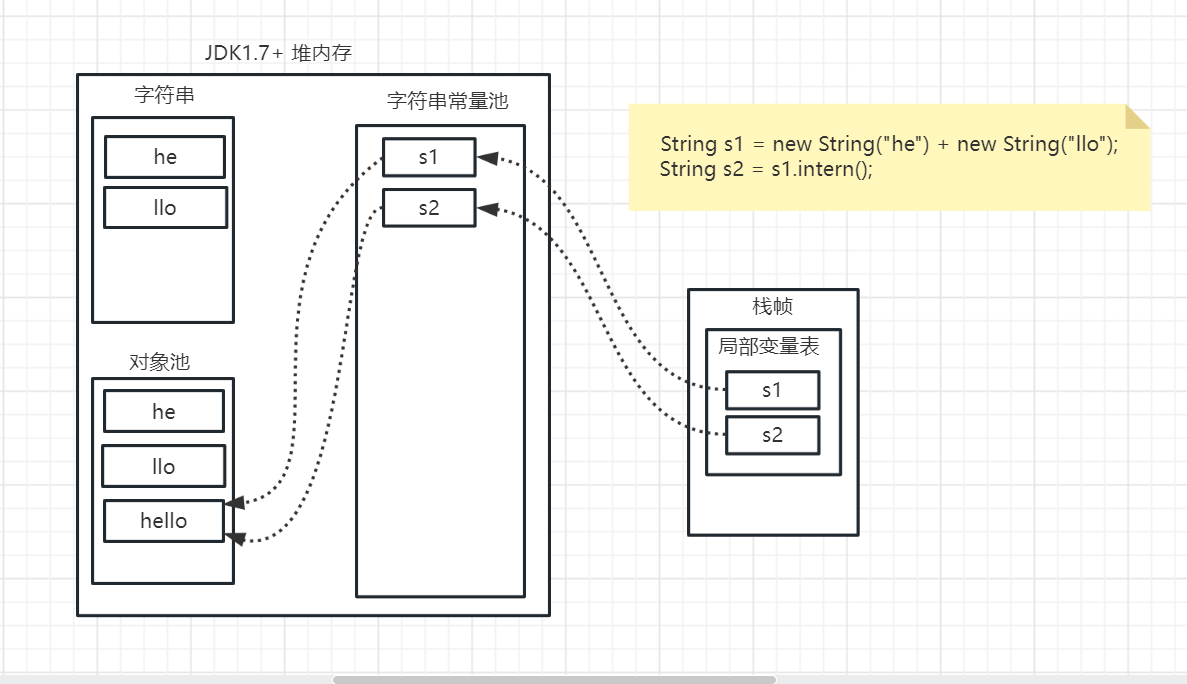 JDK1.7+ 堆内存
字符串
he
llo
对象池
he
llo
hello
字符串常量池
s1
s2
String s1 = new String("he") + new String("llo");
String s2 = s1.intern();
栈帧
局部变量表
s1
s2